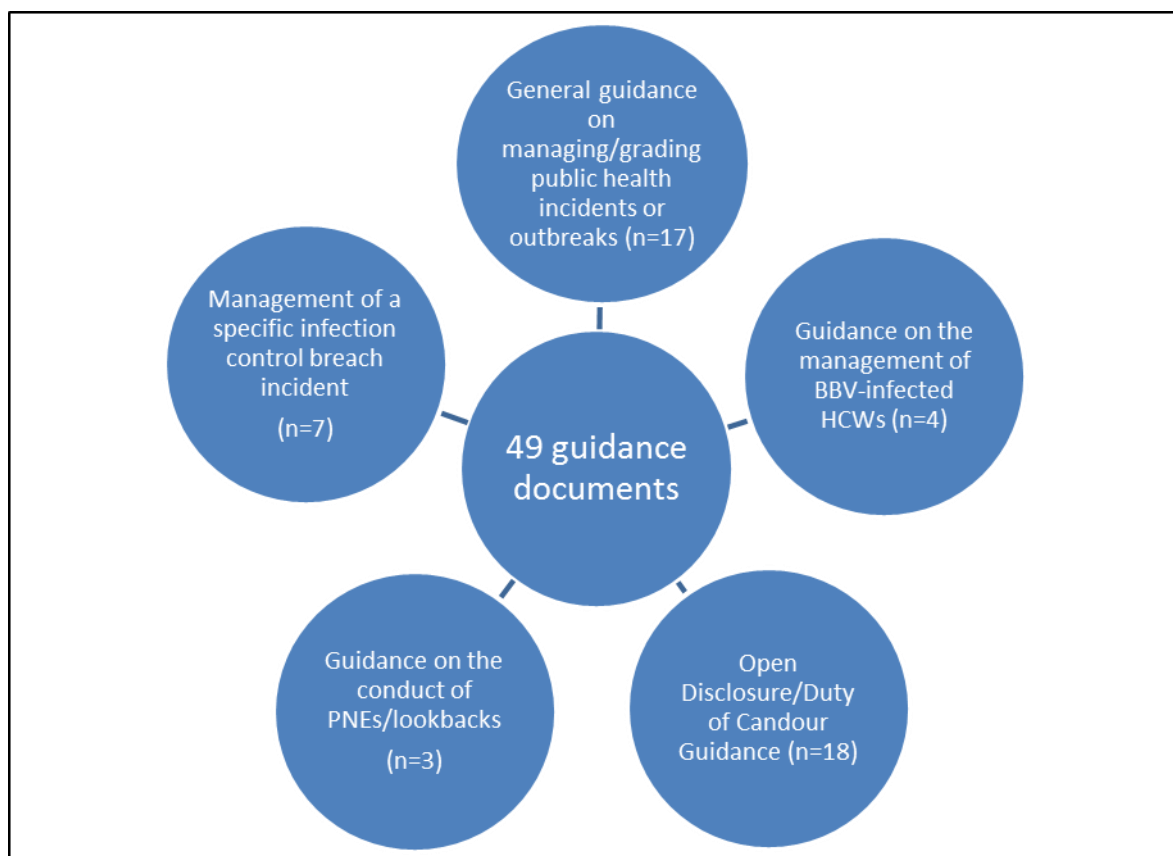 General guidance
on
managing/grading
public health
incidents or
outbreaks (n=17)
Management of a
specific infection
control breach
incident
(n=7)
Guidance on the
management of
BBV-infected
HCWs (n=4)
49 guidance
documents
Guidance on the
conduct of
PNEs/lookbacks
(n=3)
Open
Disclosure/Duty
of Candour
Guidance (n=18)